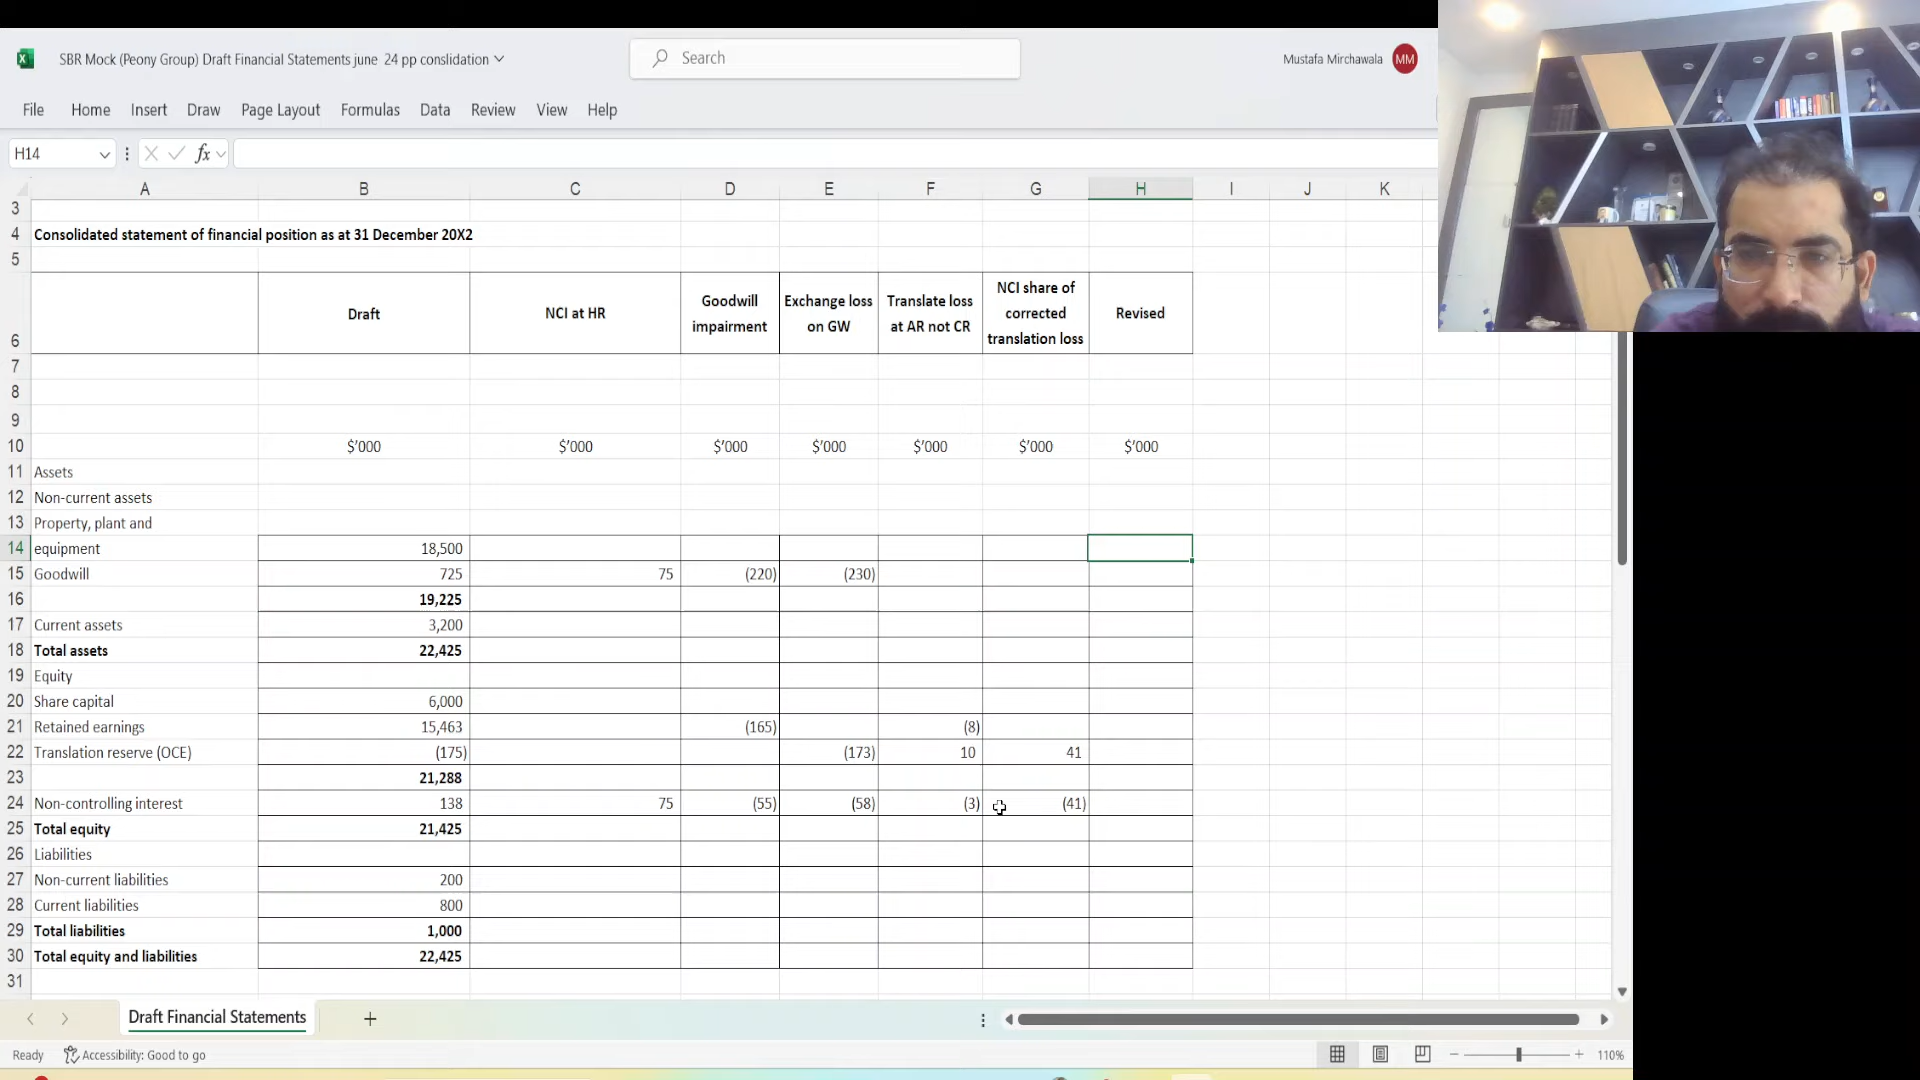 SBR Mock (Peony Group) Draft Financial Statements june 24 pp conslidation
Search
Mustafa Mirchawala MM
File Home Insert Draw Page Layout Formulas Data Review View Help
H14 fx
A B C D E F G H I J K
3
4 Consolidated statement of financial position as at 31 December 20X2
5
6 Draft NCI at HR Goodwill impairment Exchange loss on GW Translate loss at AR not CR NCI share of corrected translation loss Revised
7
8
9
10 $'000 $'000 $'000 $'000 $'000 $'000 $'000
11 Assets
12 Non-current assets
13 Property, plant and
14 equipment 18,500
15 Goodwill 725 75 (220) (230)
16 19,225
17 Current assets 3,200
18 Total assets 22,425
19 Equity
20 Share capital 6,000
21 Retained earnings 15,463 (165) (8)
22 Translation reserve (OCE) (175) (173) 10 41
23 21,288
24 Non-controlling interest 138 75 (55) (58) (3) (41)
25 Total equity 21,425
26 Liabilities
27 Non-current liabilities 200
28 Current liabilities 800
29 Total liabilities 1,000
30 Total equity and liabilities 22,425
31
Draft Financial Statements +
Ready Accessibility: Good to go 110%